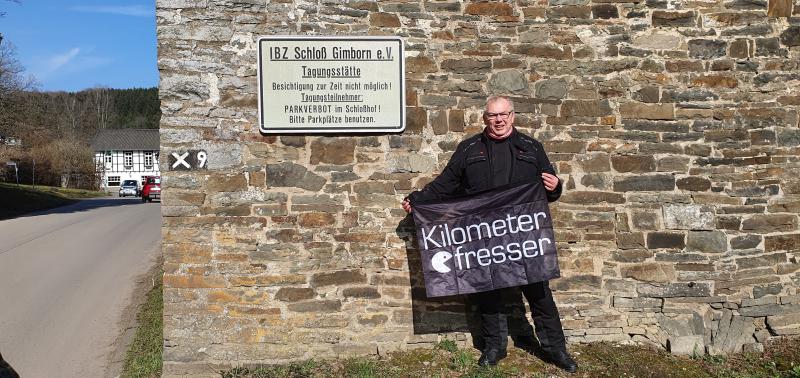 IBZ Schloß Gimborn e.V.
Tagungsstätte
Besichtigung zur Zeit nicht möglich!
Tagungsteilnehmer:
PARKVERBOT im Schloßhof!
Bitte Parkplätze benutzen.
X 9
Kilometer
fresser